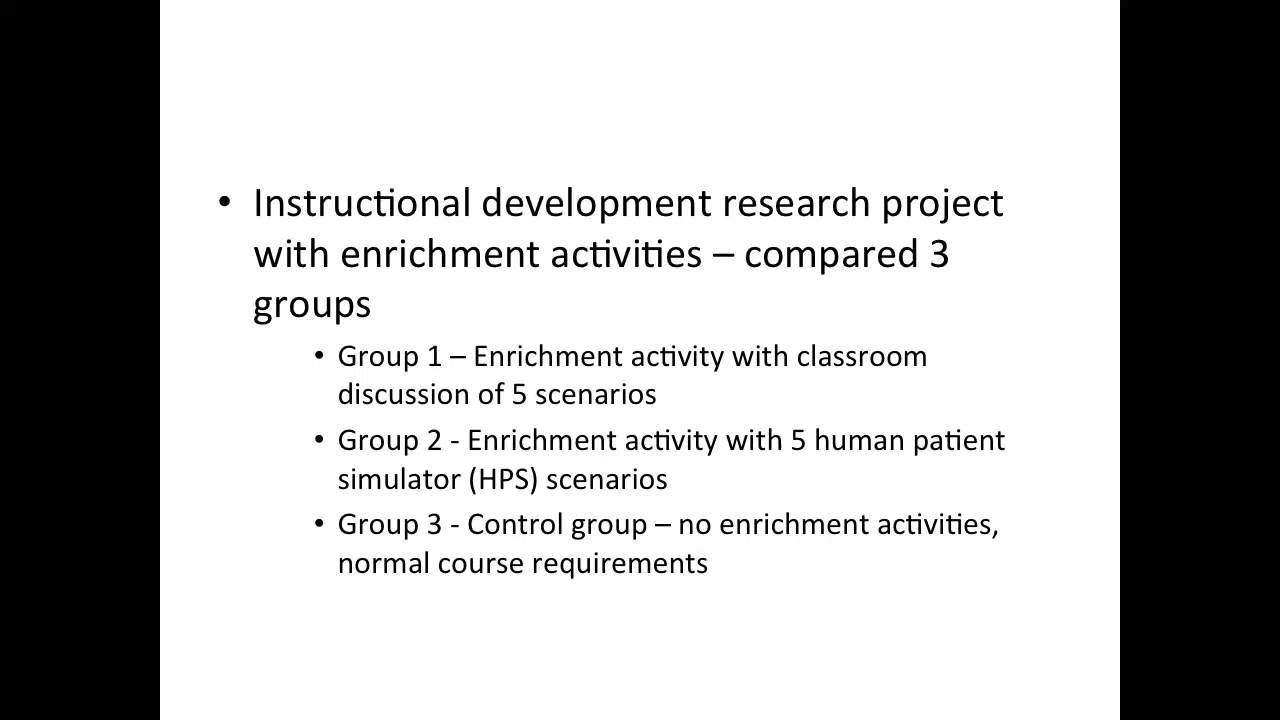 • Instructional development research project
with enrichment activities – compared 3
groups
• Group 1 – Enrichment activity with classroom
discussion of 5 scenarios
• Group 2 - Enrichment activity with 5 human patient
simulator (HPS) scenarios
• Group 3 - Control group – no enrichment activities,
normal course requirements